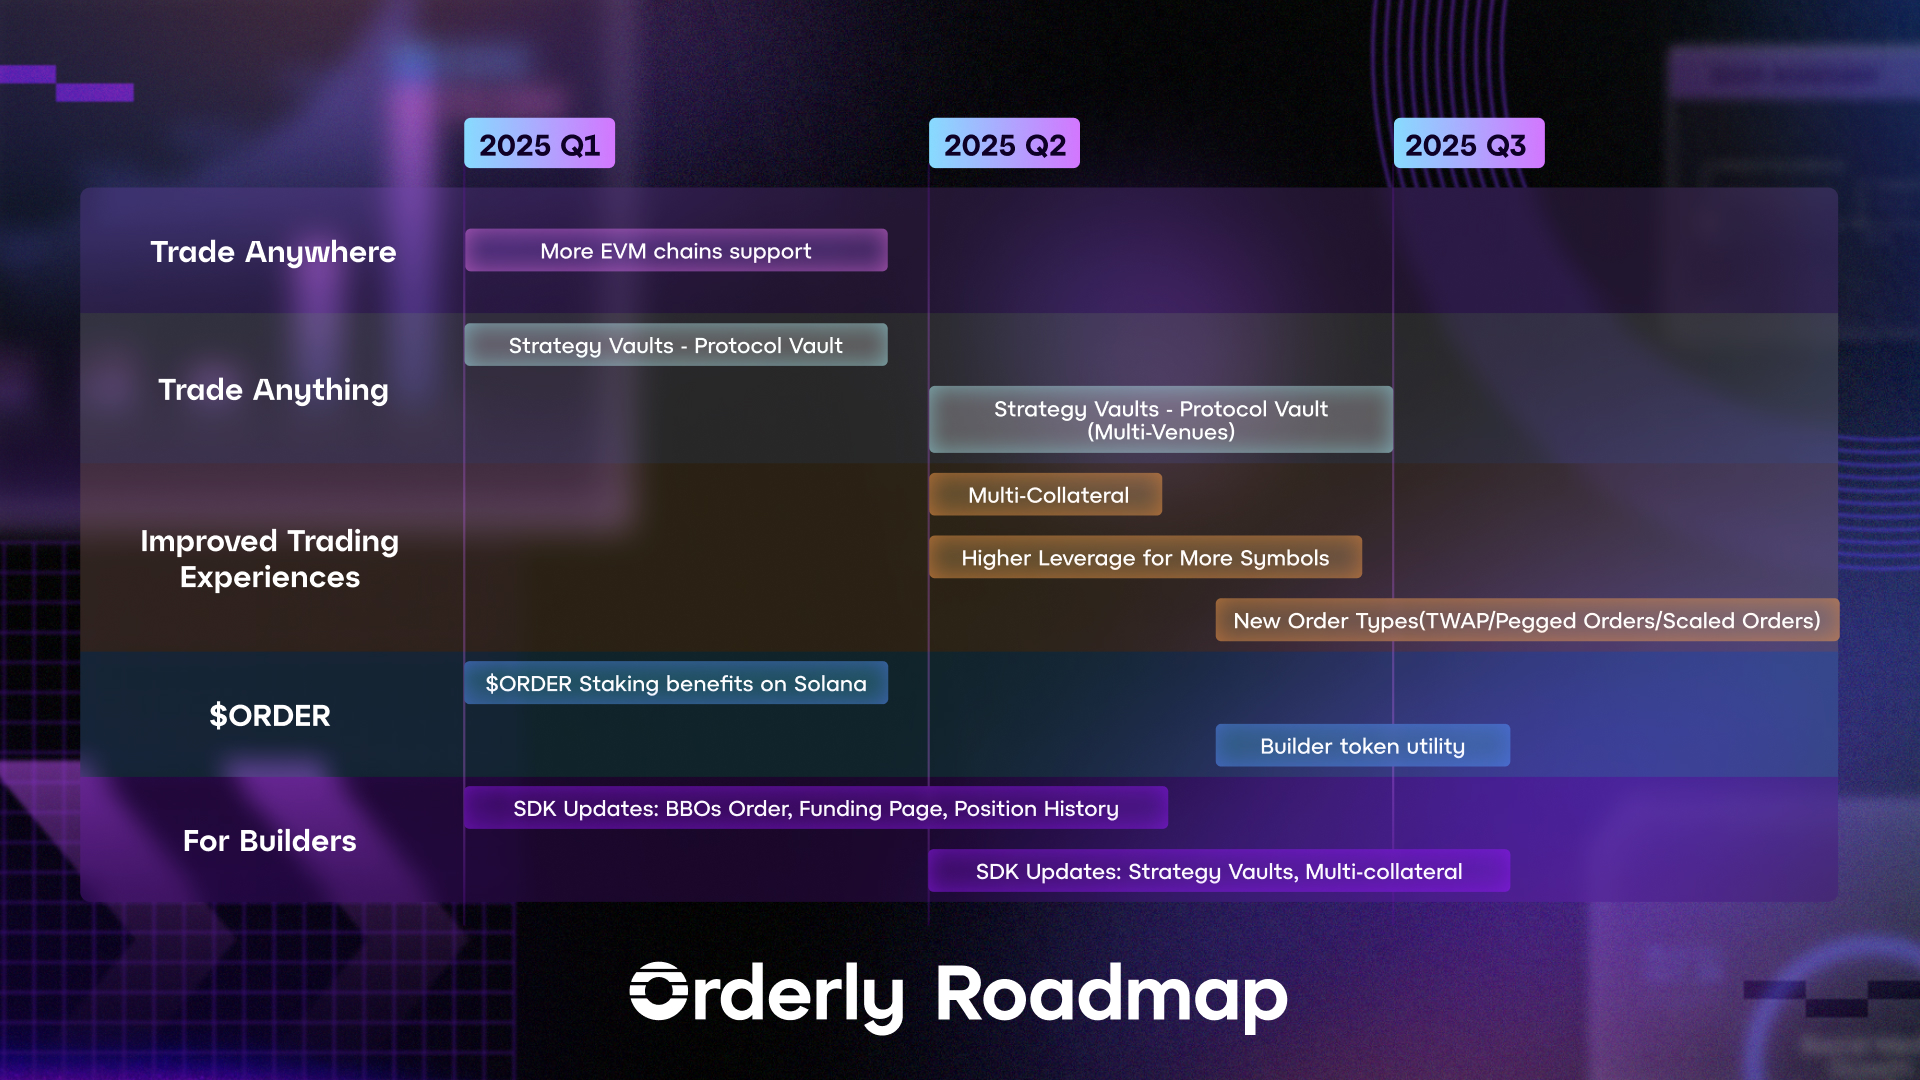 2025 Q1
2025 Q2
2025 Q3
Trade Anywhere
More EVM chains support
Trade Anything
Strategy Vaults - Protocol Vault
Strategy Vaults - Protocol Vault
(Multi-Venues)
Improved Trading
Experiences
Multi-Collateral
Higher Leverage for More Symbols
New Order Types(TWAP/Pegged Orders/Scaled Orders)
$ORDER
$ORDER Staking benefits on Solana
Builder token utility
For Builders
SDK Updates: BBOs Order, Funding Page, Position History
SDK Updates: Strategy Vaults, Multi-collateral
Orderly Roadmap